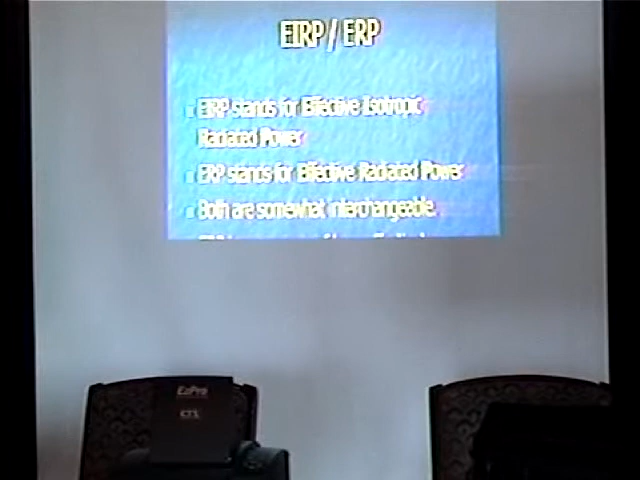 EIRP / ERP
EIRP stands for Effective Isotropic
Radiated Power
ERP stands for Effective Radiated Power
Both are somewhat interchangeable.
EzPro